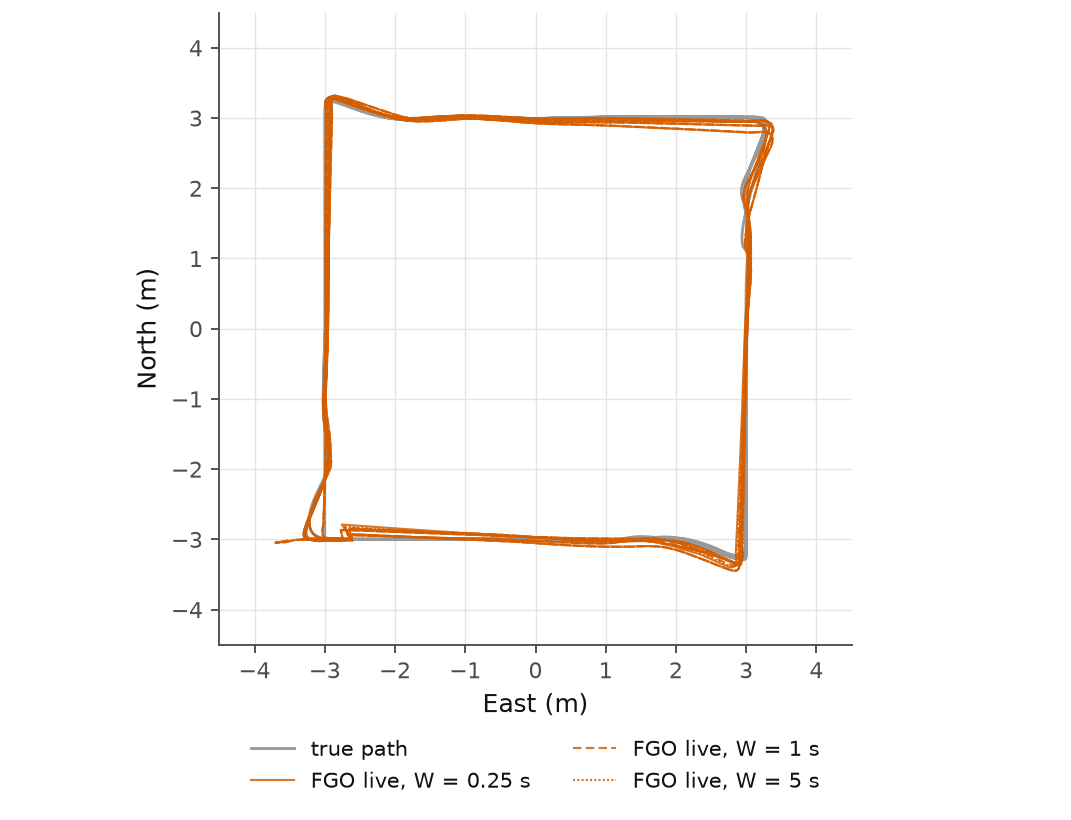 4
3
2
1
0
−1
−2
−3
−4
North (m)
−4 −3 −2 −1 0 1 2 3 4
East (m)
true path
FGO live, W = 0.25 s
FGO live, W = 1 s
FGO live, W = 5 s